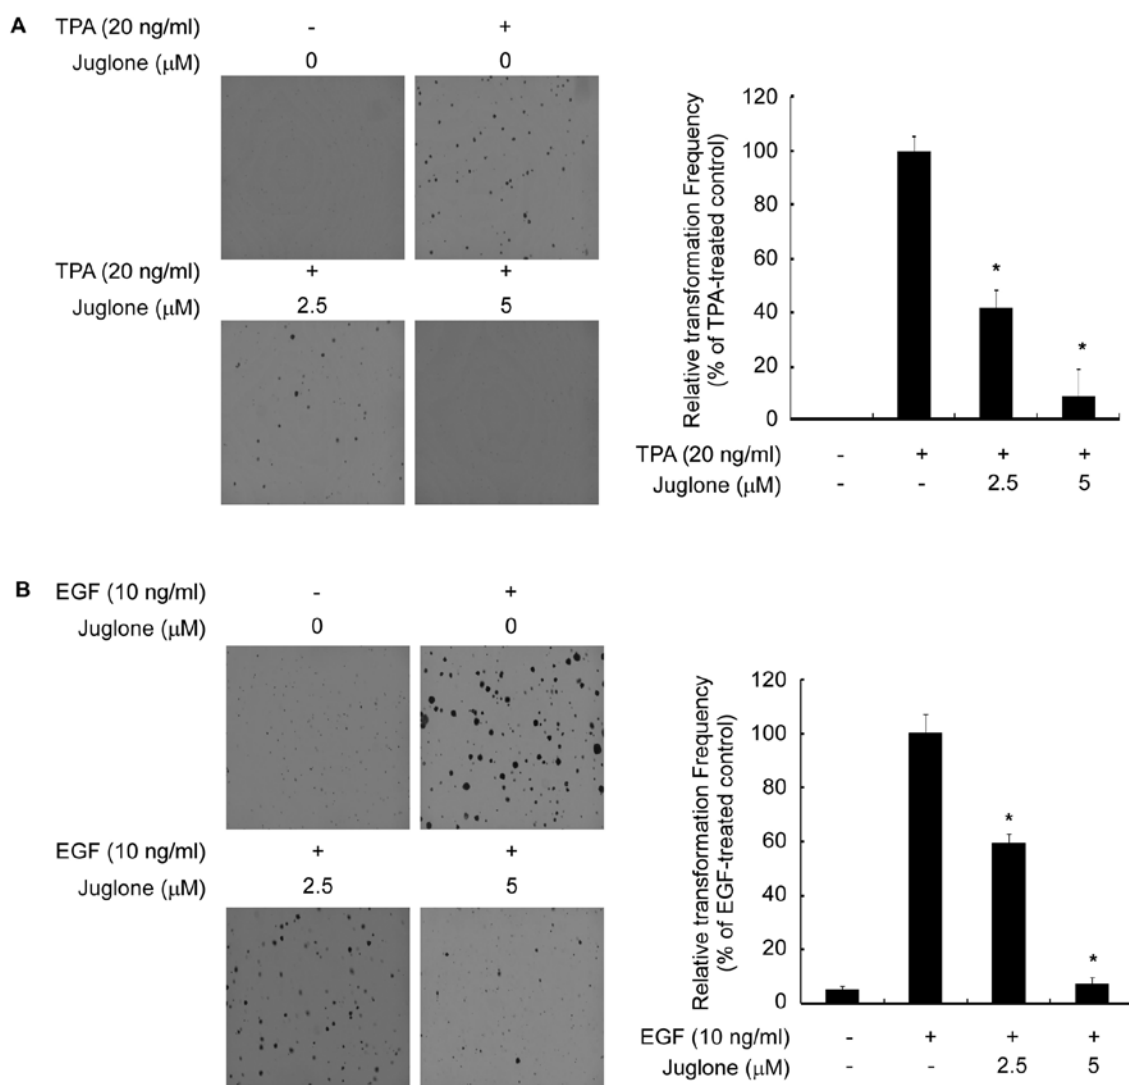 A
TPA (20 ng/ml) - +
Juglone (μM) 0 0
TPA (20 ng/ml) + +
Juglone (μM) 2.5 5
Relative transformation Frequency
(% of TPA-treated control)
120
100
80
60
40
20
0
*
*
TPA (20 ng/ml) - + + +
Juglone (μM) - - 2.5 5
B
EGF (10 ng/ml) - +
Juglone (μM) 0 0
EGF (10 ng/ml) + +
Juglone (μM) 2.5 5
Relative transformation Frequency
(% of EGF-treated control)
120
100
80
60
40
20
0
*
*
EGF (10 ng/ml) - + + +
Juglone (μM) - - 2.5 5